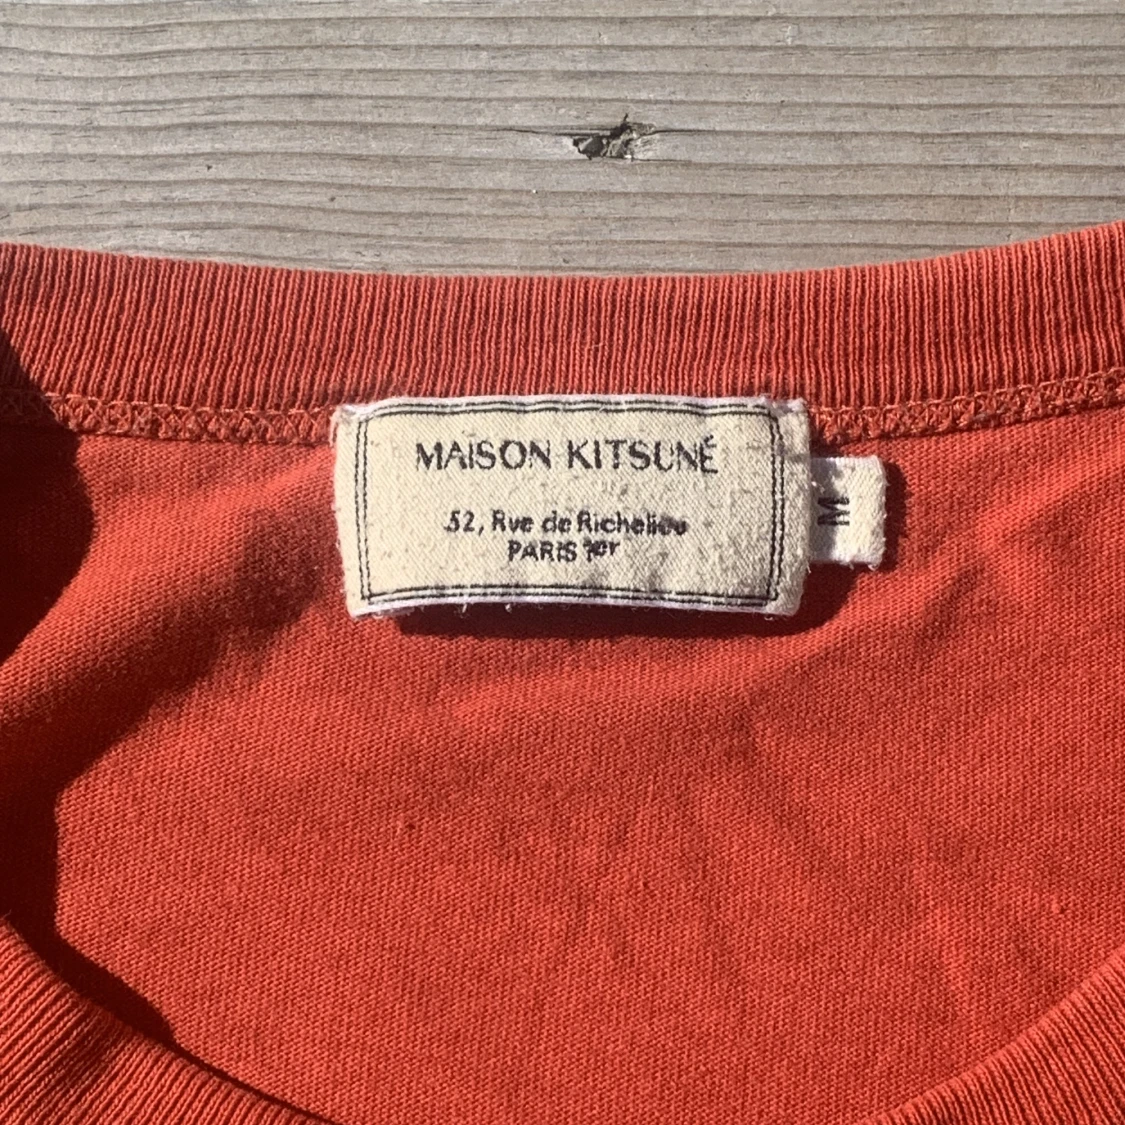 MAISON KITSUNÉ
52, Rue de Richelieu
PARIS 1er
M